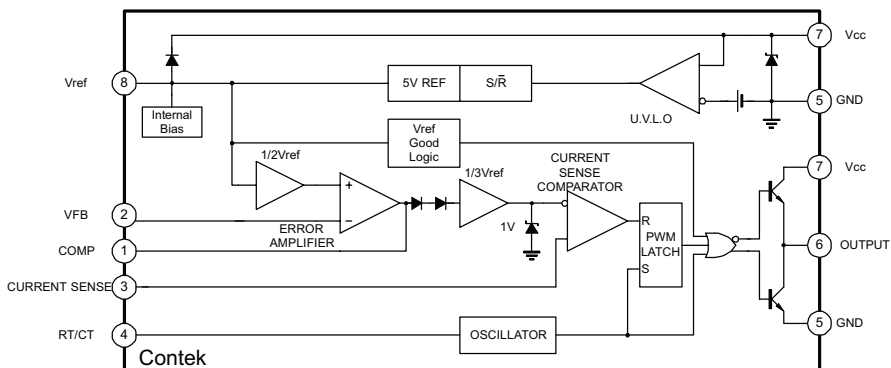 7
Vcc
Vref
8
5V REF
S/R̄
Internal
Bias
U.V.L.O
5
GND
Vref
Good
Logic
1/2Vref
1/3Vref
CURRENT
SENSE
COMPARATOR
7
Vcc
+
−
VFB
2
ERROR
AMPLIFIER
1V
R
PWM
LATCH
S
6
OUTPUT
COMP
1
CURRENT SENSE
3
RT/CT
4
OSCILLATOR
5
GND
Contek